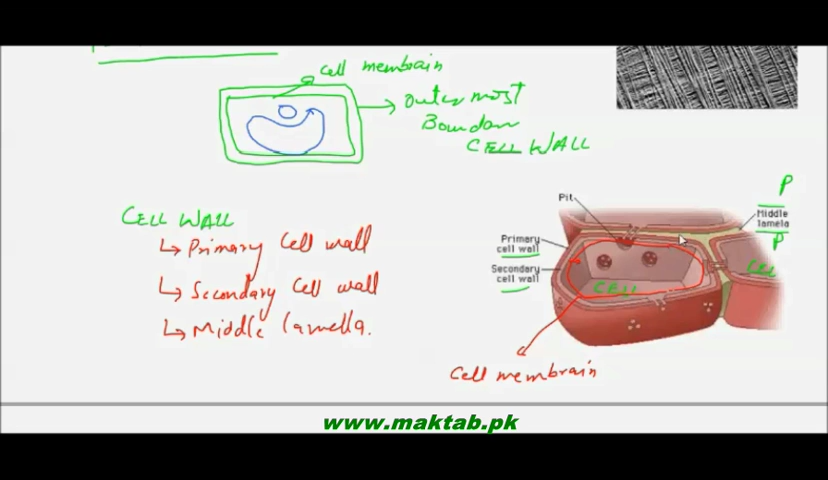 Cell membrain
outer most
Boundar
CELL WALL
P
Pit
Middle
lamela
P
CELL WALL
Primary cell wall
Secondary cell wall
Middle lamella.
Primary
cell wall
Secondary
cell wall
CELL
CEL
Cell membrain
www.maktab.pk